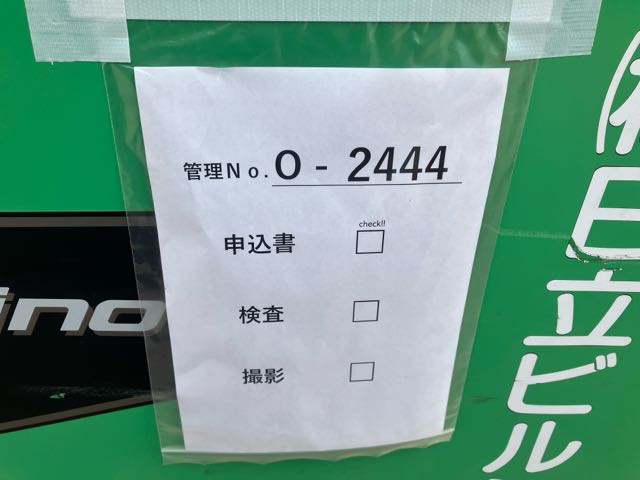 管理No. O - 2444
check!!
申込書 □
検査 □
撮影 □
ino
日立ビル